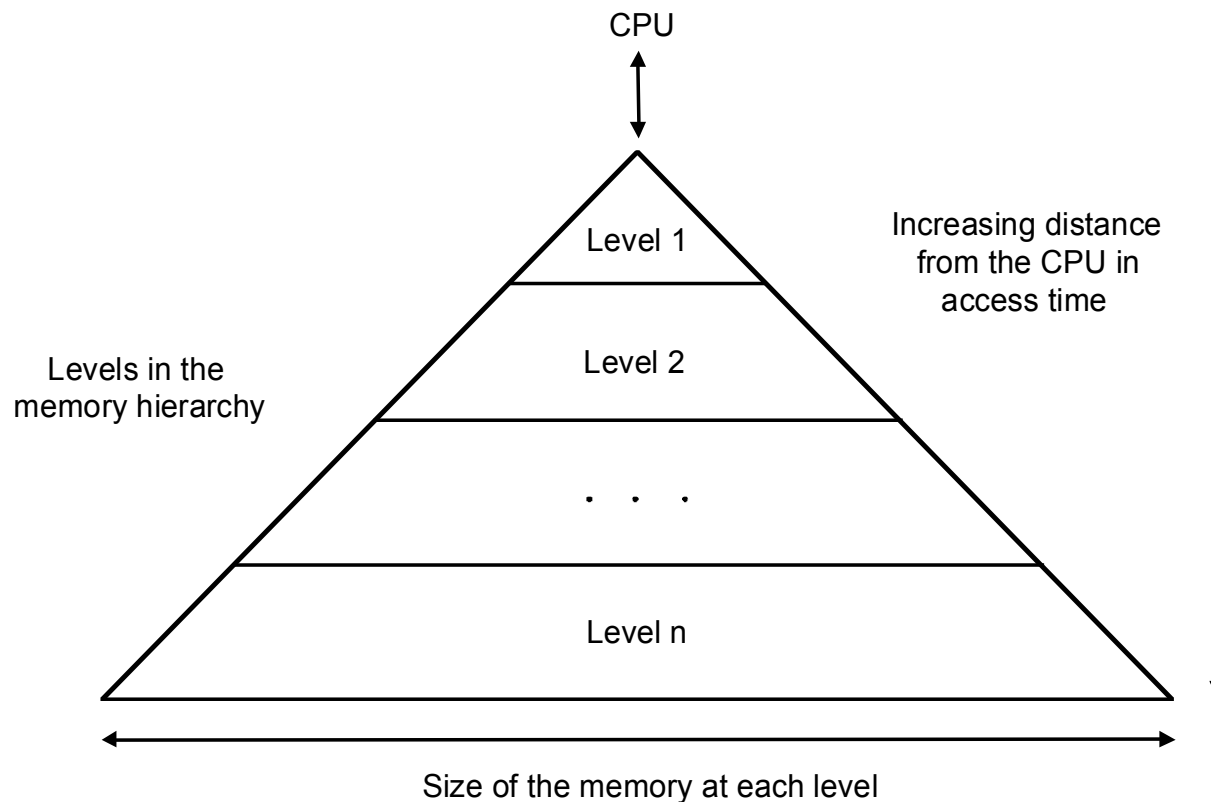 CPU
Level 1
Increasing distance
from the CPU in
access time
Levels in the
memory hierarchy
Level 2
. . .
Level n
Size of the memory at each level